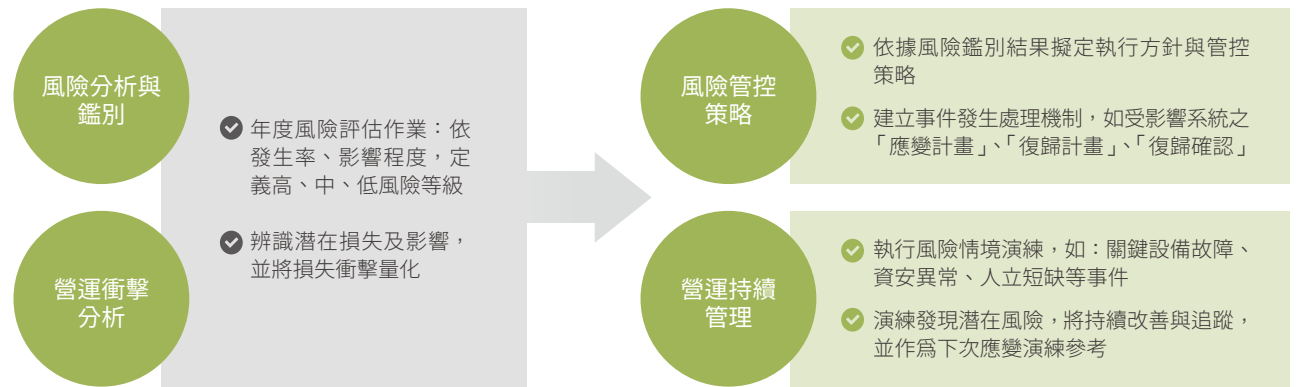 風險分析與
鑑別
營運衝擊
分析
年度風險評估作業：依
發生率、影響程度，定
義高、中、低風險等級
辨識潛在損失及影響，
並將損失衝擊量化
風險管控
策略
依據風險鑑別結果擬定執行方針與管控
策略
建立事件發生處理機制，如受影響系統之
「應變計畫」、「復歸計畫」、「復歸確認」
營運持續
管理
執行風險情境演練，如：關鍵設備故障、
資安異常、人立短缺等事件
演練發現潛在風險，將持續改善與追蹤，
並作爲下次應變演練參考